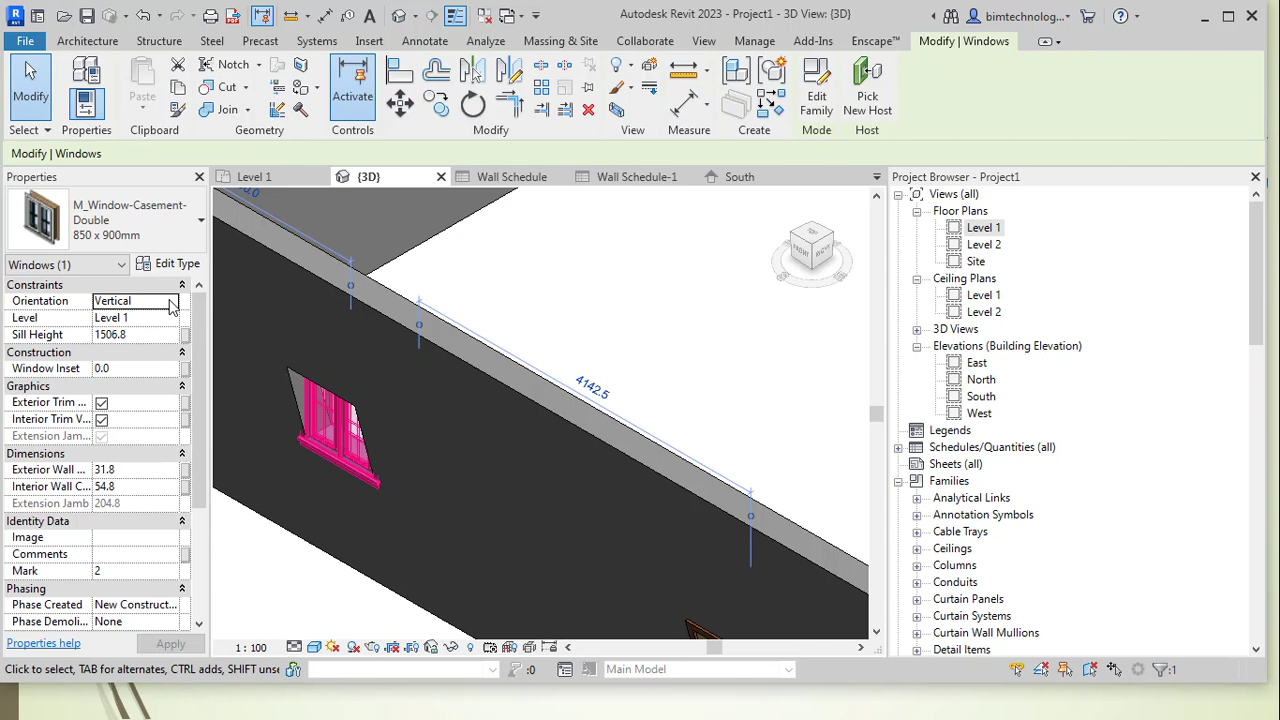 Autodesk Revit 2023 - Project1 - 3D View: {3D}
bimtechnolog...
File Architecture Structure Steel Precast Systems Insert Annotate Analyze Massing & Site Collaborate View Manage Add-Ins Enscape™ Modify | Windows
Modify
Select
Properties
Paste
Clipboard
Notch
Cut
Join
Geometry
Activate
Controls
Modify
View
Measure
Create
Edit
Family
Mode
Pick
New Host
Host
Modify | Windows
Properties
M_Window-Casement-
Double
850 x 900mm
Windows (1)
Edit Type
Constraints
Orientation Vertical
Level Level 1
Sill Height 1506.8
Construction
Window Inset 0.0
Graphics
Exterior Trim ...
Interior Trim V...
Extension Jam...
Dimensions
Exterior Wall ... 31.8
Interior Wall C... 54.8
Extension Jamb 204.8
Identity Data
Image
Comments
Mark 2
Phasing
Phase Created New Construct...
Phase Demoli... None
Properties help
Apply
Level 1 {3D} Window Schedule Wall Schedule-1 South
4142.5
TOP
FRONT
RIGHT
1 : 100
Project Browser - Project1
Views (all)
Floor Plans
Level 1
Level 2
Site
Ceiling Plans
Level 1
Level 2
3D Views
Elevations (Building Elevation)
East
North
South
West
Legends
Schedules/Quantities (all)
Sheets (all)
Families
Analytical Links
Annotation Symbols
Cable Trays
Ceilings
Columns
Conduits
Curtain Panels
Curtain Systems
Curtain Wall Mullions
Detail Items
Click to select, TAB for alternates, CTRL adds, SHIFT unse
:0
Main Model
:1